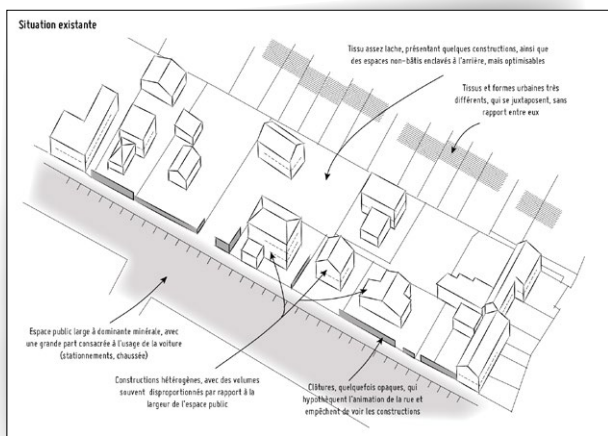 Situation existante
Tissu assez lache, présentant quelques constructions, ainsi que
des espaces non-bâtis enclavés à l'arrière, mais optimisables
Tissus et formes urbaines très
différents, qui se juxtaposent, sans
rapport entre eux
Espace public large à dominante minérale, avec
une grande part consacrée à l'usage de la voiture
(stationnements, chaussée)
Constructions hétérogènes, avec des volumes
souvent disproportionnés par rapport à la
largeur de l'espace public
Clôtures, quelquefois opaques, qui
hypothèquent l'animation de la rue et
empêchent de voir les constructions